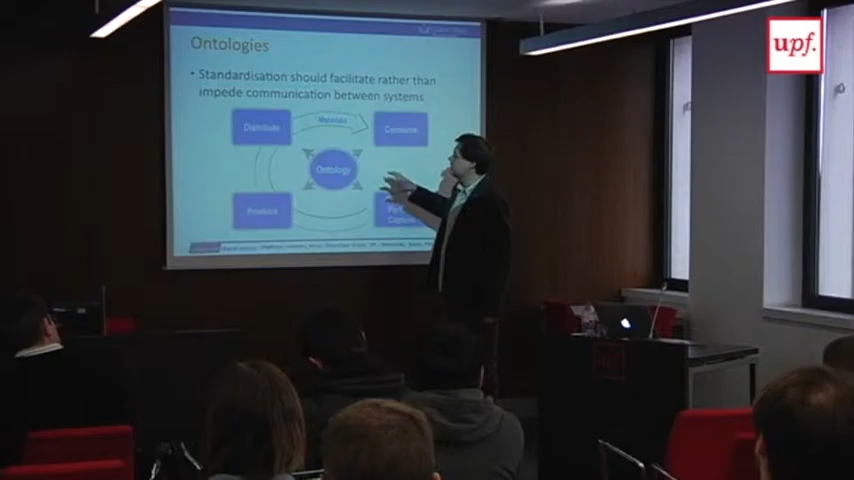 upf.
Ontologies
• Standardisation should facilitate rather than
impede communication between systems
Distribute
Metadata
Consume
Ontology
Produce